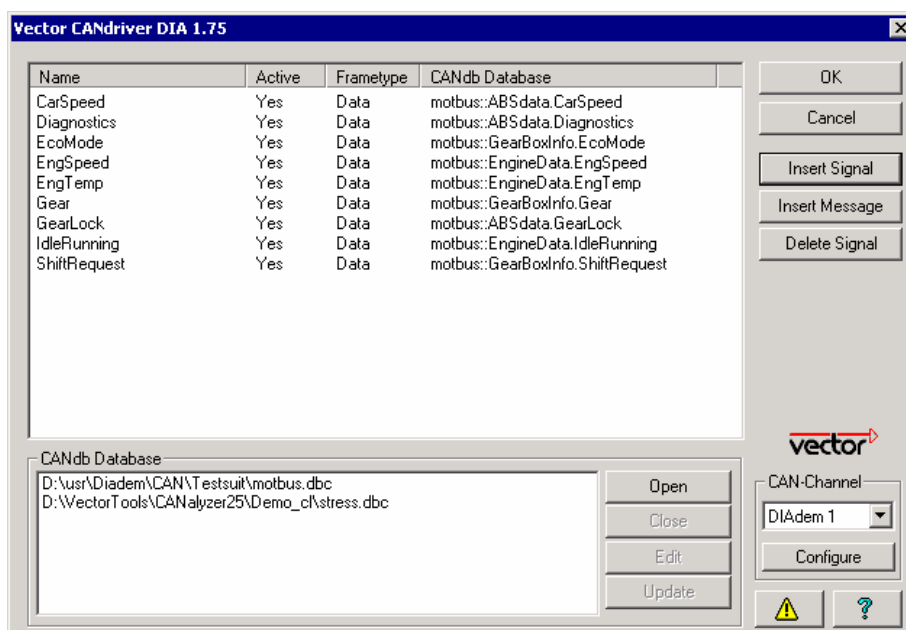 Vector CANdriver DIA 1.75
Name Active Frametype CANdb Database
CarSpeed Yes Data motbus::ABSdata.CarSpeed
Diagnostics Yes Data motbus::ABSdata.Diagnostics
EcoMode Yes Data motbus::GearBoxInfo.EcoMode
EngSpeed Yes Data motbus::EngineData.EngSpeed
EngTemp Yes Data motbus::EngineData.EngTemp
Gear Yes Data motbus::GearBoxInfo.Gear
GearLock Yes Data motbus::ABSdata.GearLock
IdleRunning Yes Data motbus::EngineData.IdleRunning
ShiftRequest Yes Data motbus::GearBoxInfo.ShiftRequest
OK
Cancel
Insert Signal
Insert Message
Delete Signal
vector
CANdb Database
D:\usr\Diadem\CAN\Testsuit\motbus.dbc
D:\VectorTools\CANalyzer25\Demo_cl\stress.dbc
Open
Close
Edit
Update
CAN-Channel
DIAdem 1
Configure